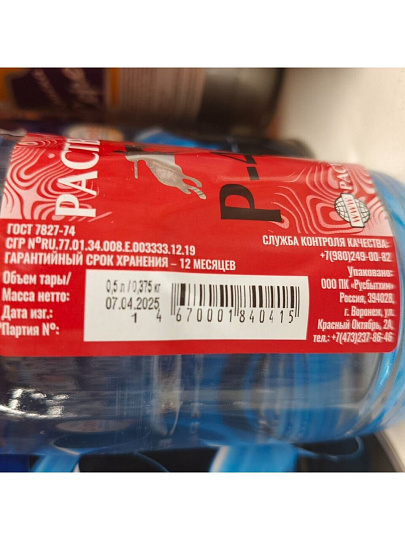 Р-4
ГОСТ 7827-74
СГР №RU.77.01.34.008.Е.003333.12.19
ГАРАНТИЙНЫЙ СРОК ХРАНЕНИЯ – 12 МЕСЯЦЕВ
Объем тары/
Масса нетто:
Дата изг.:
Партия №:
0,5 л / 0,375 кг
07.04.2025
1
4 670001 840415
СЛУЖБА КОНТРОЛЯ КАЧЕСТВА:
+7(980)249-00-82
Упаковано:
ООО ПК «Русбытхим»
Россия, 394028,
г. Воронеж, ул.
Красный Октябрь, 2А,
тел.: +7(473)237-86-46